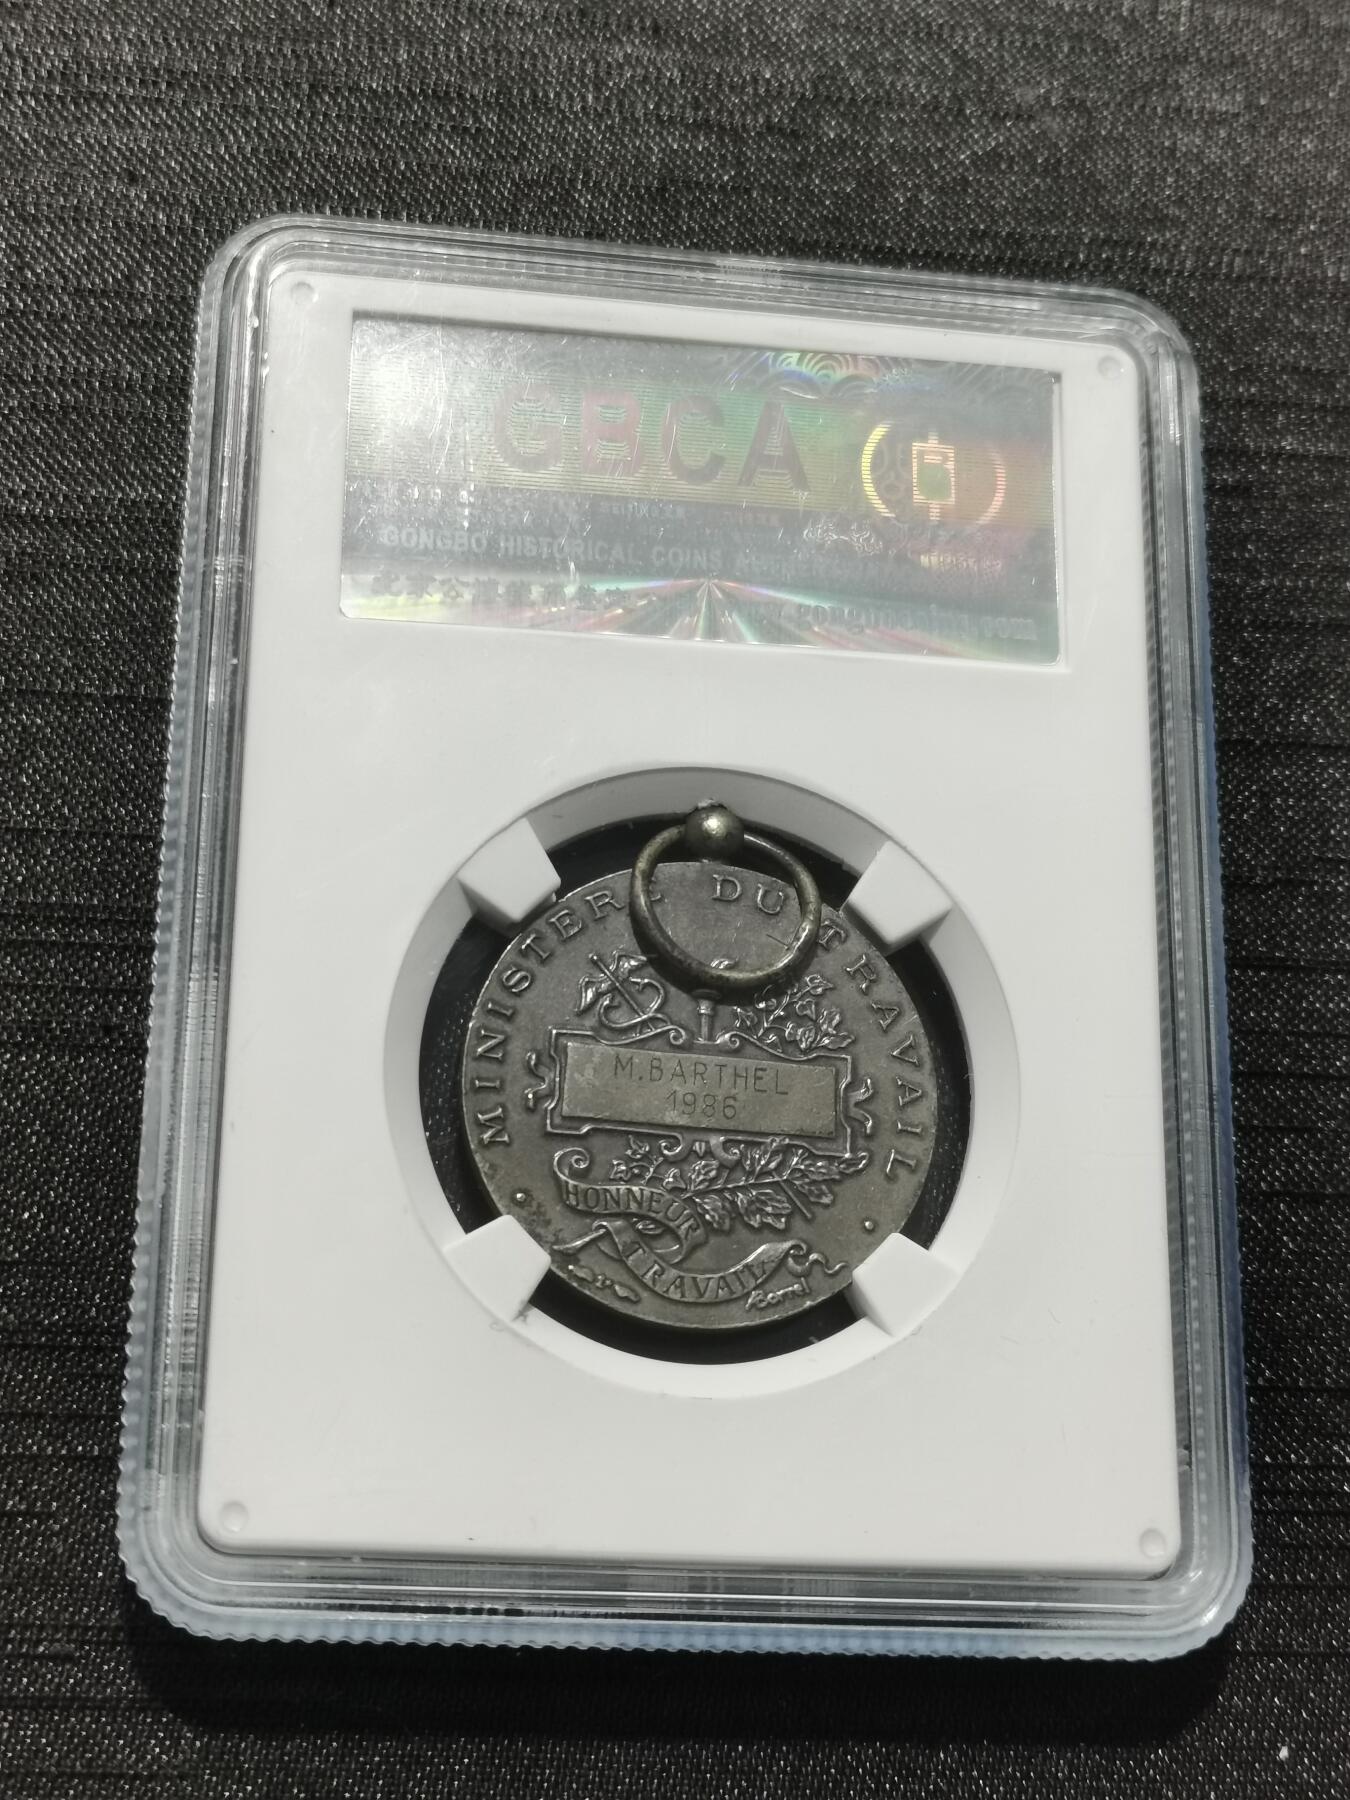 GBCA
GONGBO HISTORICAL COINS
MINISTERE DU TRAVAIL
M.BARTHEL
1986
HONNEUR
TRAVAIL
Borrel